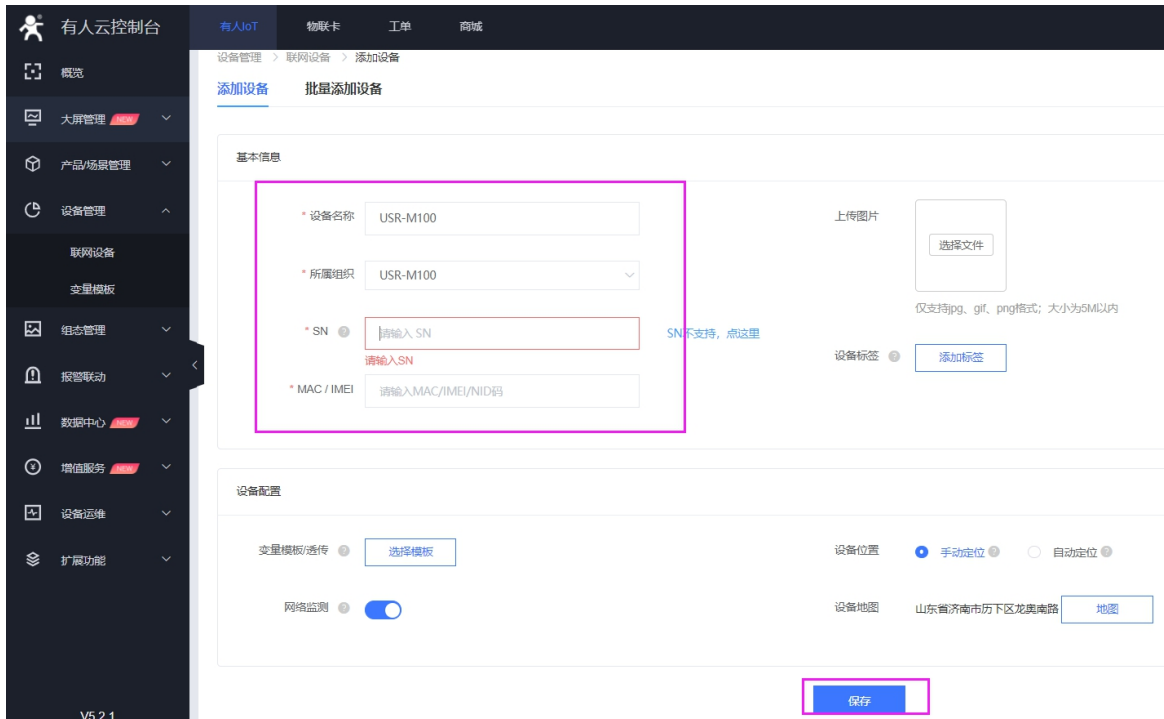 有人云控制台
有人IoT 物联卡 工单 商城
概览
大屏管理 NEW
产品/场景管理
设备管理
联网设备
变量模板
组态管理
报警联动
数据中心 NEW
增值服务 NEW
设备运维
扩展功能
V5.2.1
设备管理 > 联网设备 > 添加设备
添加设备 批量添加设备
基本信息
* 设备名称 USR-M100
* 所属组织 USR-M100
* SN ? 请输入 SN SN不支持，点这里
请输入SN
* MAC / IMEI 请输入MAC/IMEI/NID码
上传图片 选择文件
仅支持jpg、gif、png格式；大小为5M以内
设备标签 ? 添加标签
设备配置
变量模板/透传 ? 选择模板
网络监测 ?
设备位置 手动定位 ? 自动定位 ?
设备地图 山东省济南市历下区龙奥南路 地图
保存